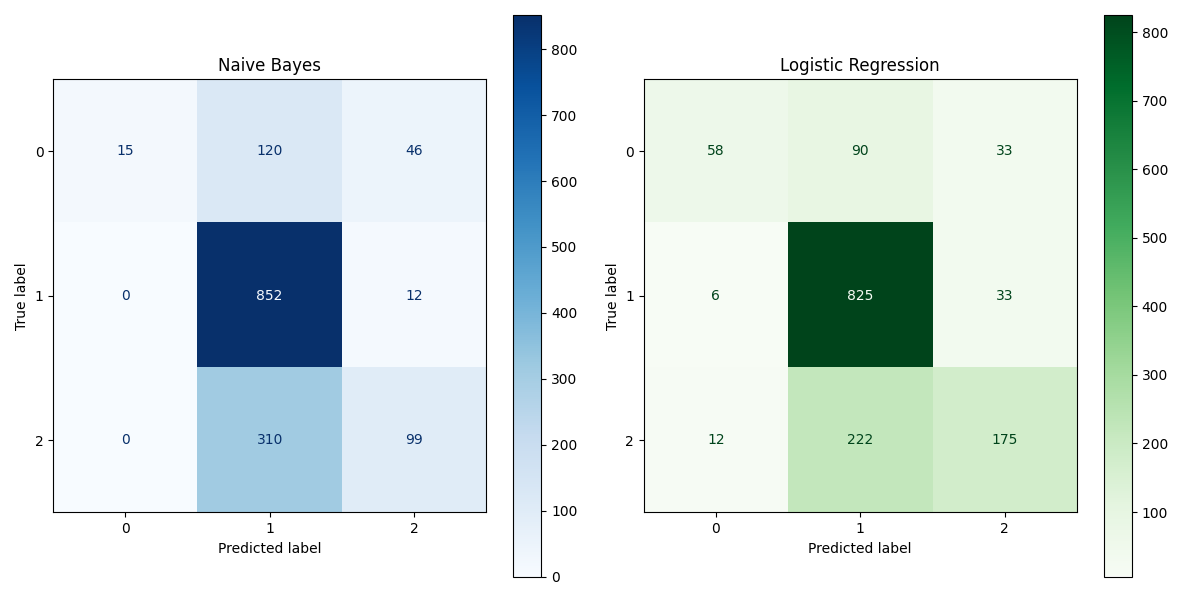 Naive Bayes
True label
0
15 120 46
1
0 852 12
2
0 310 99
0 1 2
Predicted label
800
700
600
500
400
300
200
100
0
Logistic Regression
True label
0
58 90 33
1
6 825 33
2
12 222 175
0 1 2
Predicted label
800
700
600
500
400
300
200
100